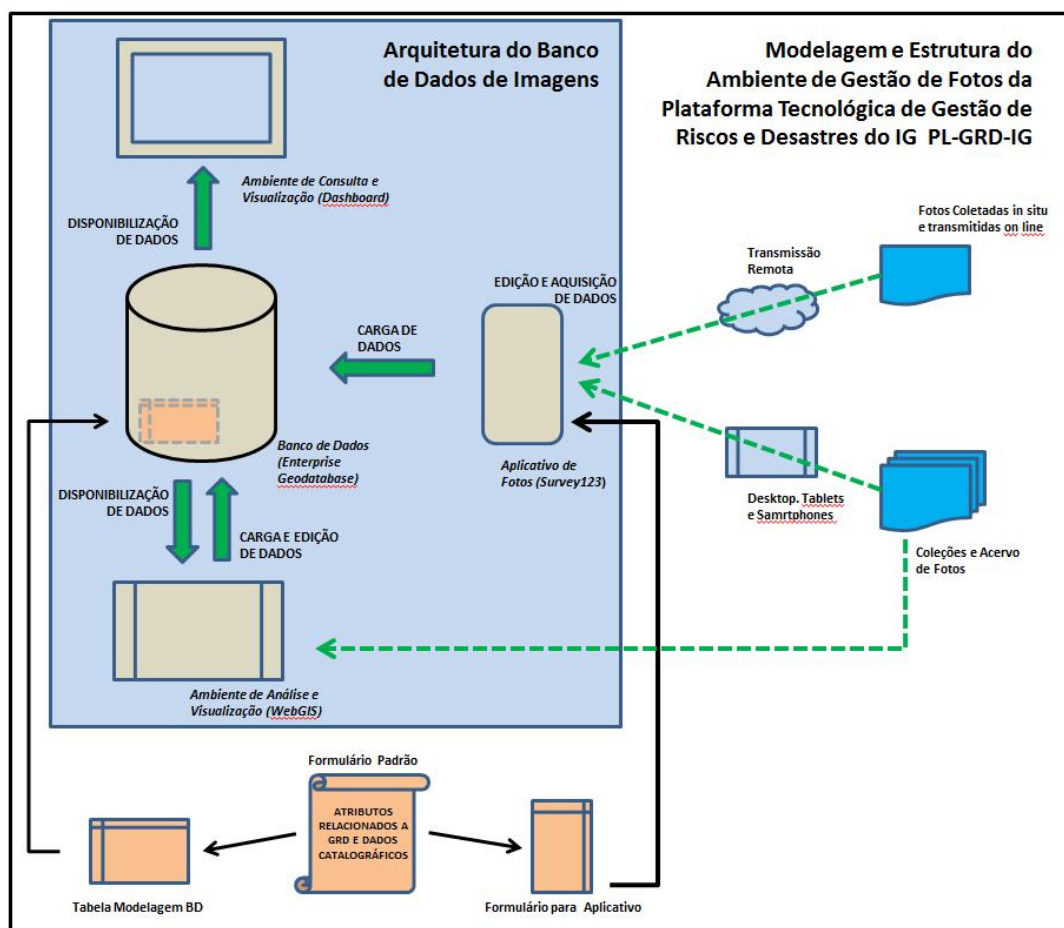 Arquitetura do Banco
de Dados de Imagens
Modelagem e Estrutura do
Ambiente de Gestão de Fotos da
Plataforma Tecnológica de Gestão de
Riscos e Desastres do IG PL-GRD-IG
Ambiente de Consulta e
Visualização (Dashboard)
DISPONIBILIZAÇÃO
DE DADOS
Fotos Coletadas in situ
e transmitidas on line
Transmissão
Remota
EDIÇÃO E AQUISIÇÃO
DE DADOS
CARGA DE
DADOS
Banco de Dados
(Enterprise
Geodatabase)
Aplicativo de
Fotos (Survey123)
Desktop. Tablets
e Samrtphones
Coleções e Acervo
de Fotos
DISPONIBILIZAÇÃO
DE DADOS
CARGA E EDIÇÃO
DE DADOS
Ambiente de Análise e
Visualização (WebGIS)
Formulário Padrão
ATRIBUTOS
RELACIONADOS A
GRD E DADOS
CATALOGRÁFICOS
Tabela Modelagem BD
Formulário para Aplicativo